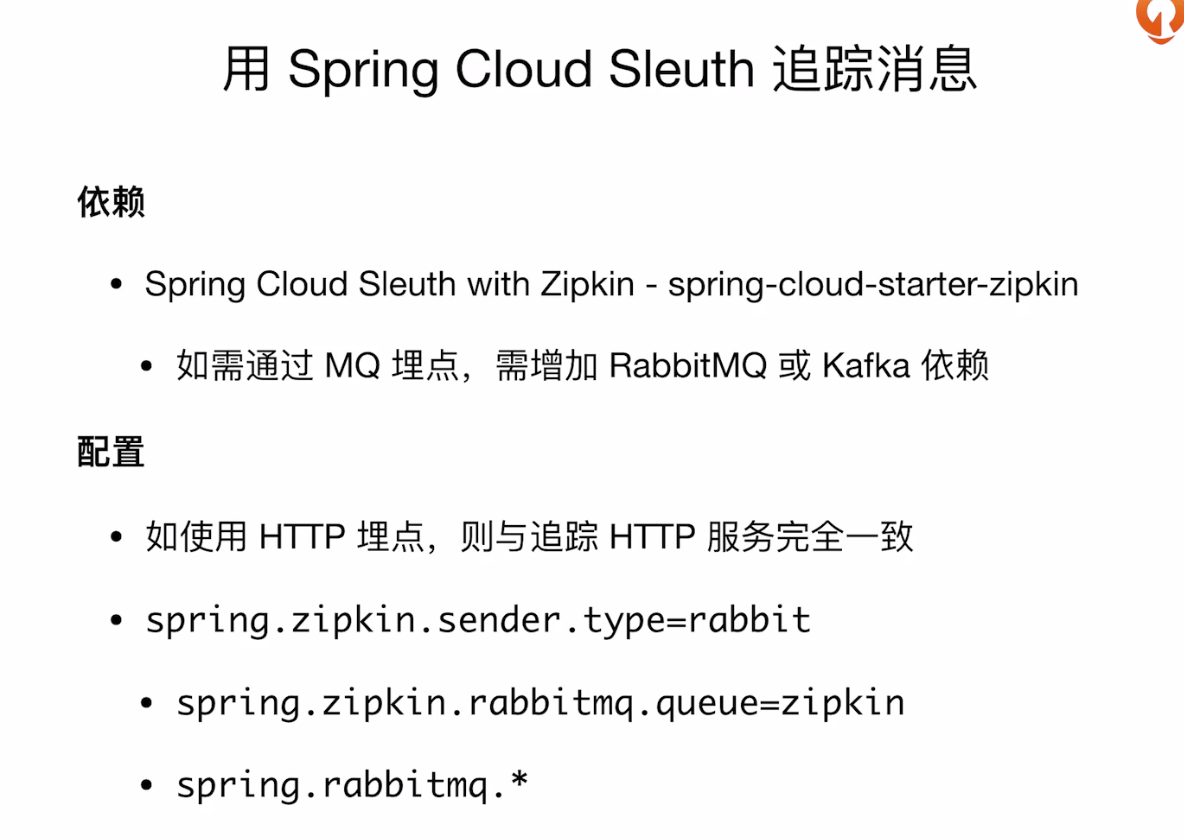 用 Spring Cloud Sleuth 追踪消息
依赖
• Spring Cloud Sleuth with Zipkin - spring-cloud-starter-zipkin
• 如需通过 MQ 埋点，需增加 RabbitMQ 或 Kafka 依赖
配置
• 如使用 HTTP 埋点，则与追踪 HTTP 服务完全一致
• spring.zipkin.sender.type=rabbit
• spring.zipkin.rabbitmq.queue=zipkin
• spring.rabbitmq.*